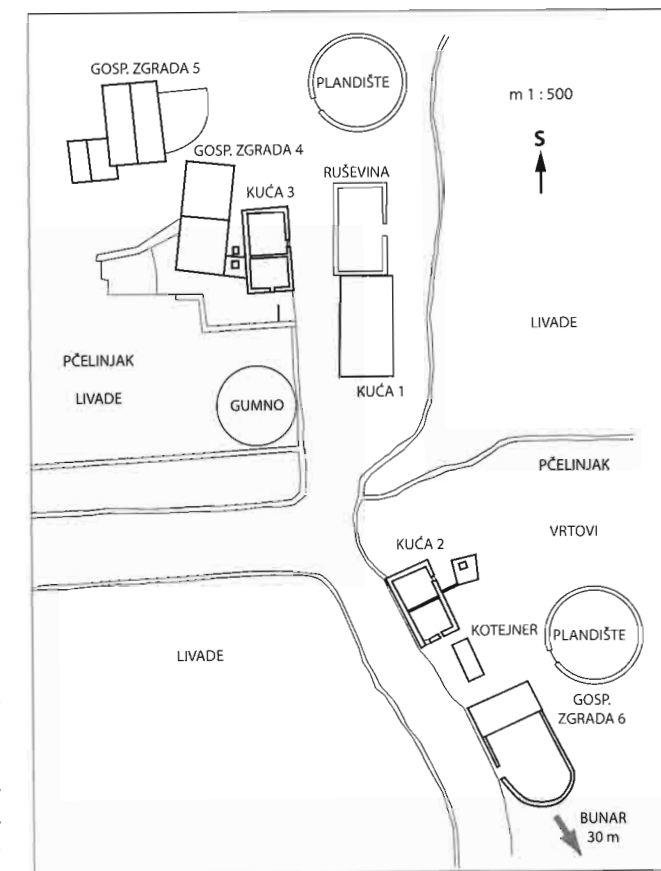 GOSP. ZGRADA 5
PLANDIŠTE
m 1 : 500
S
GOSP. ZGRADA 4
RUŠEVINA
KUĆA 3
LIVADE
PČELINJAK
LIVADE
KUĆA 1
GUMNO
PČELINJAK
VRTOVI
KUĆA 2
KOTEJNER
PLANDIŠTE
LIVADE
GOSP.
ZGRADA 6
BUNAR
30 m